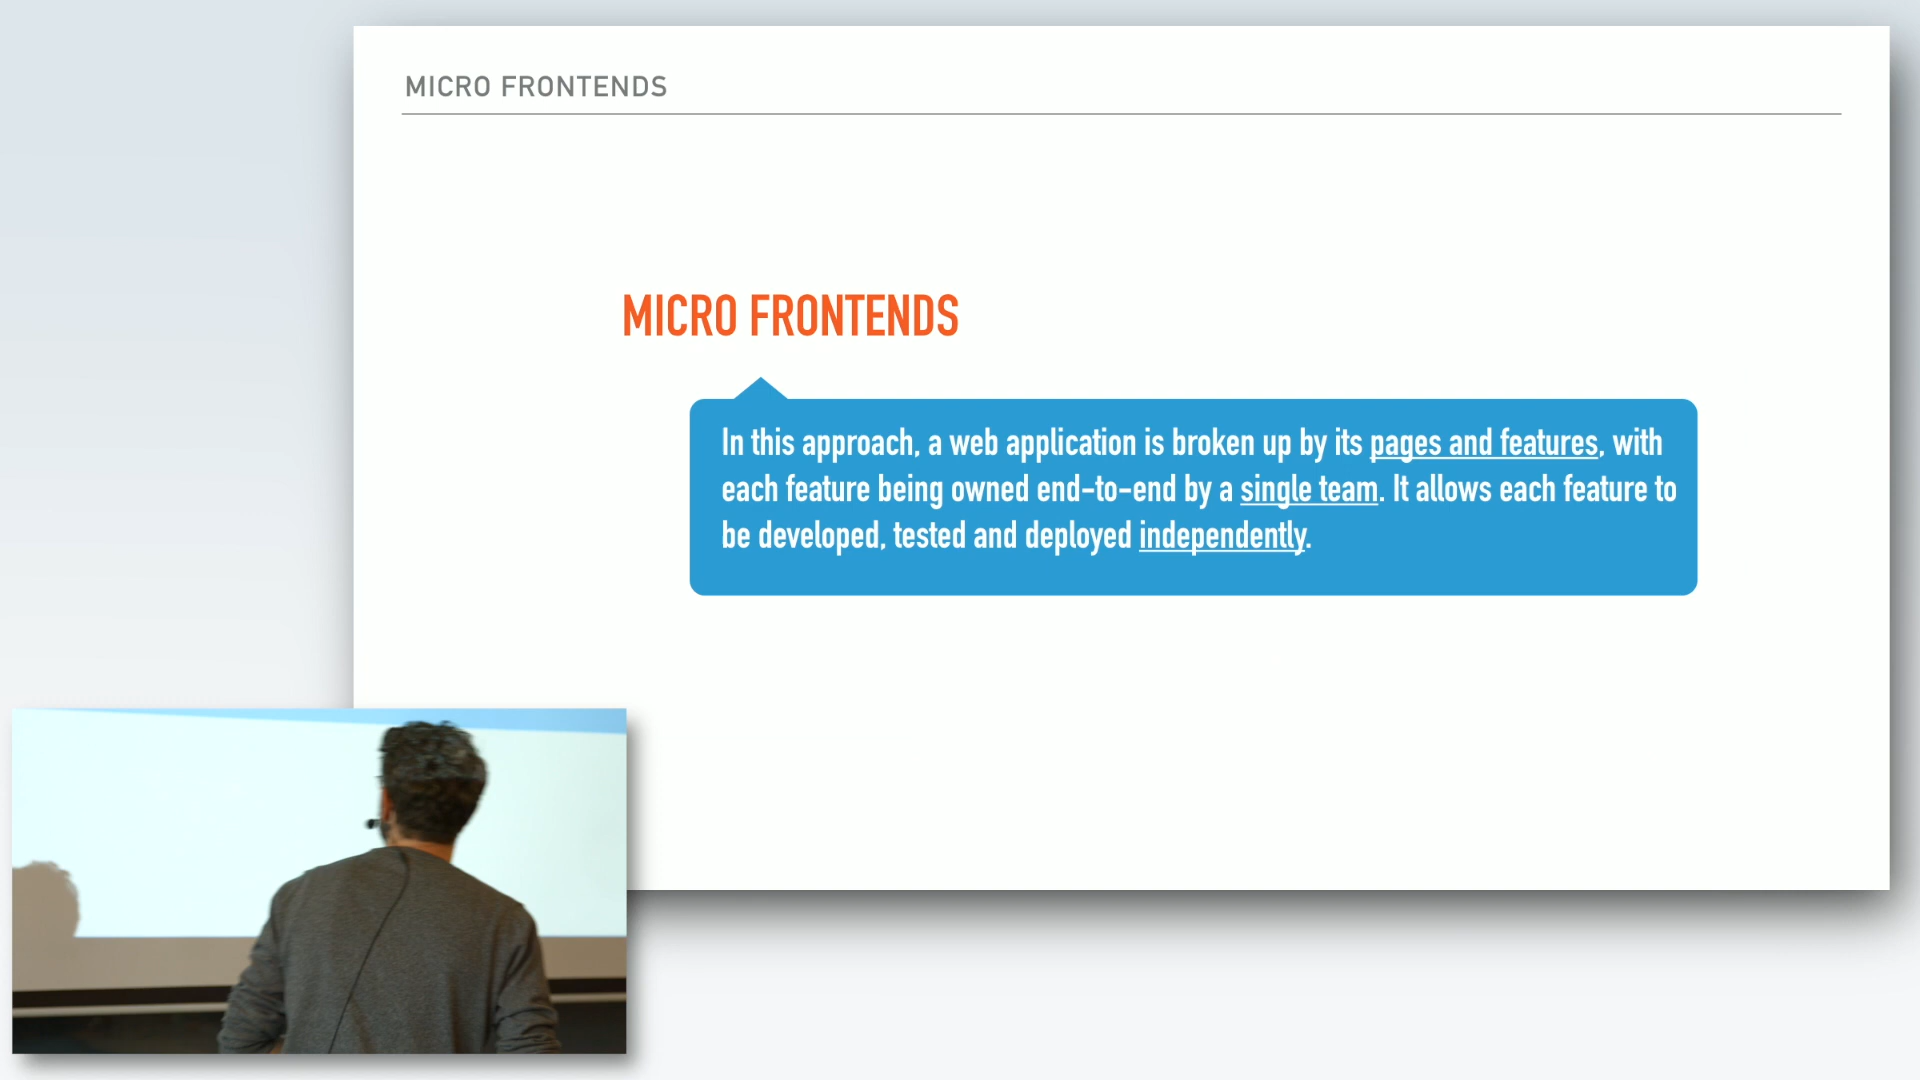 MICRO FRONTENDS
MICRO FRONTENDS
In this approach, a web application is broken up by its pages and features, with
each feature being owned end-to-end by a single team. It allows each feature to
be developed, tested and deployed independently.